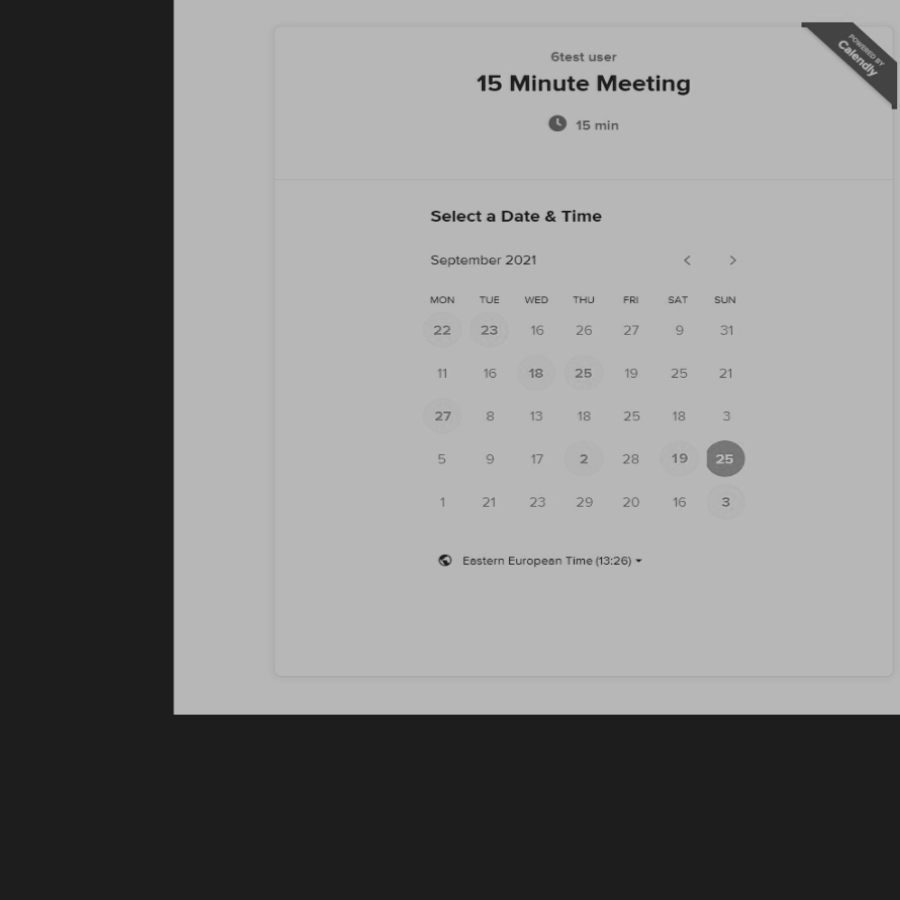 6test user
POWERED BY
Calendly
15 Minute Meeting
15 min
Select a Date & Time
September 2021
MON TUE WED THU FRI SAT SUN
22 23 16 26 27 9 31
11 16 18 25 19 25 21
27 8 13 18 25 18 3
5 9 17 2 28 19 25
1 21 23 29 20 16 3
Eastern European Time (13:26)